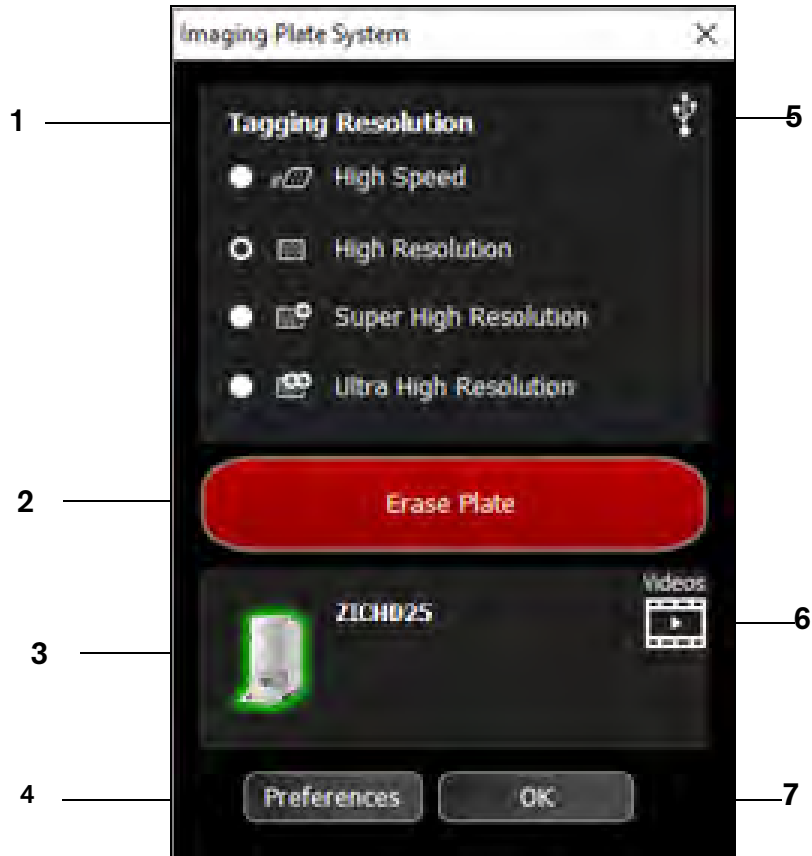 Imaging Plate System
1
Tagging Resolution
5
High Speed
High Resolution
Super High Resolution
Ultra High Resolution
2
Erase Plate
Videos
ZICH025
6
3
4
Preferences
OK
7